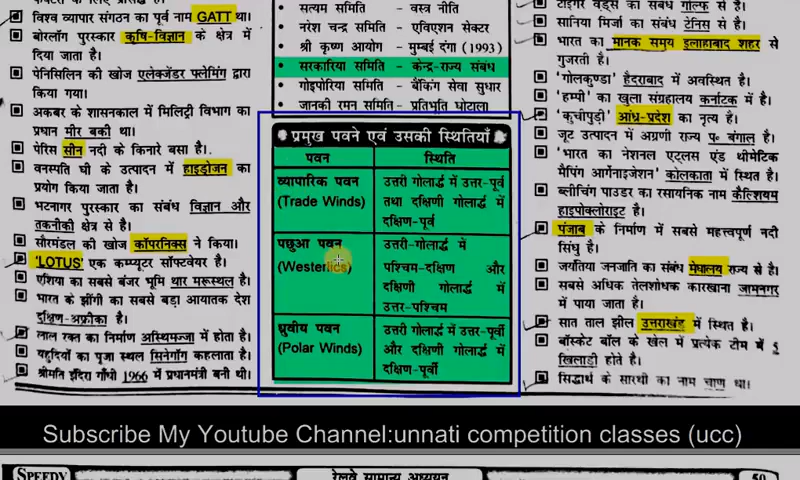 विश्व व्यापार संगठन का पूर्व नाम GATT था।
बोरलॉग पुरस्कार कृषि-विज्ञान के क्षेत्र में
दिया जाता है।
पेनिसिलिन की खोज एलेक्जेंडर फ्लेमिंग द्वारा
किया गया।
अकबर के शासनकाल में मिलिट्री विभाग का
प्रधान मीर बकी था।
पेरिस सीन नदी के किनारे बसा है।
वनस्पति घी के उत्पादन में हाइड्रोजन का
प्रयोग किया जाता है।
भटनागर पुरस्कार का संबंध विज्ञान और
तकनीकी क्षेत्र से है।
सौरमंडल की खोज कॉपरनिक्स ने किया।
'LOTUS' एक कम्प्यूटर सॉफ्टवेयर है।
एशिया का सबसे बंजर भूमि थार मरूस्थल है।
भारत के झींगी का सबसे बड़ा आयातक देश
दक्षिण-अफ्रीका है।
लाल रक्त का निर्माण अस्थिमज्जा में होता है।
यहूदियों का पूजा स्थल सिनेगॉग कहलाता है।
श्रीमति इंदिरा गाँधी 1966 में प्रधानमंत्री बनी थी।
सत्यम समिति - वस्त्र नीति
नरेश चन्द्र समिति - एविएशन सेक्टर
श्री कृष्ण आयोग - मुम्बई दंगा (1993)
सरकारिया समिति - केन्द्र-राज्य संबंध
गोइपोरिया समिति - बैंकिंग सेवा सुधार
जानकी रमन समिति - प्रतिभूति घोटाला
प्रमुख पवने एवं उसकी स्थितियाँ
पवन स्थिति
व्यापारिक पवन उत्तरी गोलार्द्ध में उत्तर-पूर्व
(Trade Winds) तथा दक्षिणी गोलार्द्ध में
दक्षिण-पूर्व
पछुआ पवन उत्तरी-गोलार्द्ध में
(Westerlies) पश्चिम-दक्षिण और
दक्षिणी गोलार्द्ध में
उत्तर-पश्चिम
ध्रुवीय पवन उत्तरी गोलार्द्ध में उत्तर-पूर्वी
(Polar Winds) और दक्षिणी गोलार्द्ध में
दक्षिण-पूर्वी
टाइगर वुड्स का संबंध गोल्फ से है।
सानिया मिर्जा का संबंध टेनिस से है।
भारत का मानक समय इलाहाबाद शहर से
गुजरती है।
'गोलकुण्डा' हैदराबाद में अवस्थित है।
'हम्पी' का खुला संग्रहालय कर्नाटक में है।
'कुचीपुड़ी' आंध्र-प्रदेश का नृत्य है।
जूट उत्पादन में अग्रणी राज्य प० बंगाल है।
'भारत का नेशनल एट्लस एंड थीमेटिक
मैपिंग आर्गेनाइजेशन' कोलकाता में स्थित है।
ब्लीचिंग पाउडर का रसायनिक नाम कैल्शियम
हाइपोक्लोराइट है।
पंजाब के निर्माण में सबसे महत्त्वपूर्ण नदी
सिंधु है।
जयंतिया जनजाति का संबंध मेघालय राज्य से है।
सबसे अधिक तेलशोधक कारखाना जामनगर
में पाया जाता है।
सात ताल झील उत्तराखंड में स्थित है।
बॉस्केट बॉल के खेल में प्रत्येक टीम में 5
खिलाड़ी होते है।
सिद्धार्थ के सारथी का नाम चाण था।
Subscribe My Youtube Channel:unnati competition classes (ucc)
SPEEDY रेलवे सामान्य अध्ययन 50